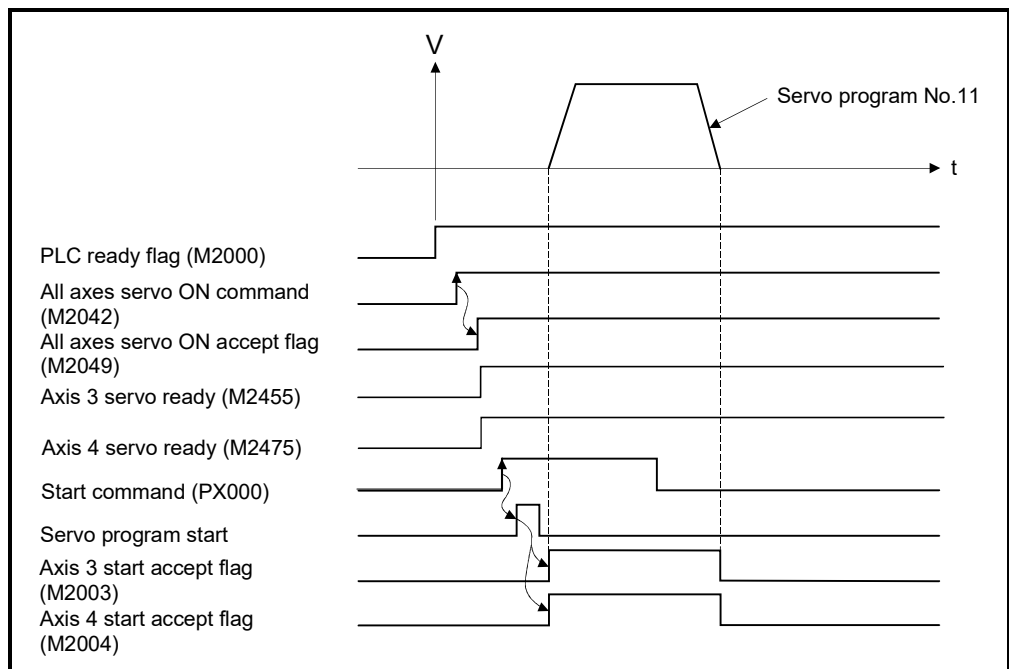 V
Servo program No.11
t
PLC ready flag (M2000)
All axes servo ON command
(M2042)
All axes servo ON accept flag
(M2049)
Axis 3 servo ready (M2455)
Axis 4 servo ready (M2475)
Start command (PX000)
Servo program start
Axis 3 start accept flag
(M2003)
Axis 4 start accept flag
(M2004)